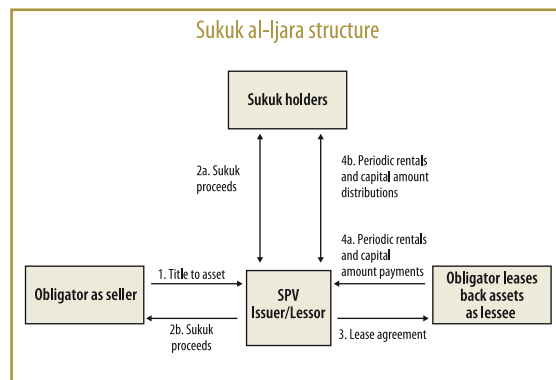 Sukuk al-Ijara structure
Sukuk holders
2a. Sukuk
proceeds
4b. Periodic rentals
and capital amount
distributions
4a. Periodic rentals
and capital
amount payments
1. Title to asset
Obligator as seller
SPV
Issuer/Lessor
Obligator leases
back assets
as lessee
2b. Sukuk
proceeds
3. Lease agreement